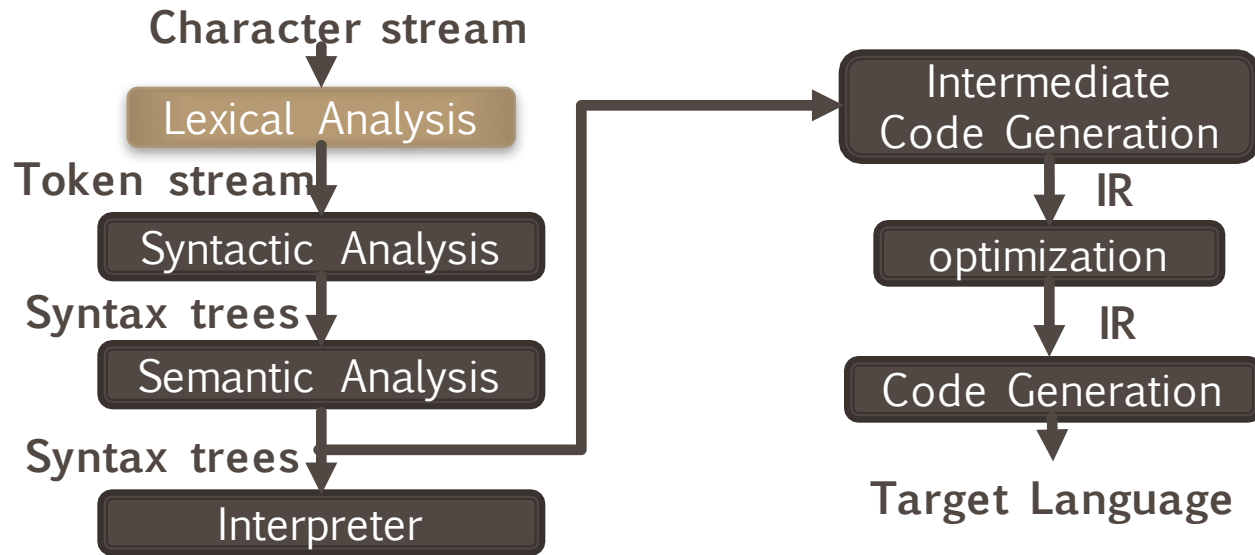 Character stream
Lexical Analysis
Token stream
Syntactic Analysis
Syntax trees
Semantic Analysis
Syntax trees
Interpreter
Intermediate
Code Generation
IR
optimization
IR
Code Generation
Target Language